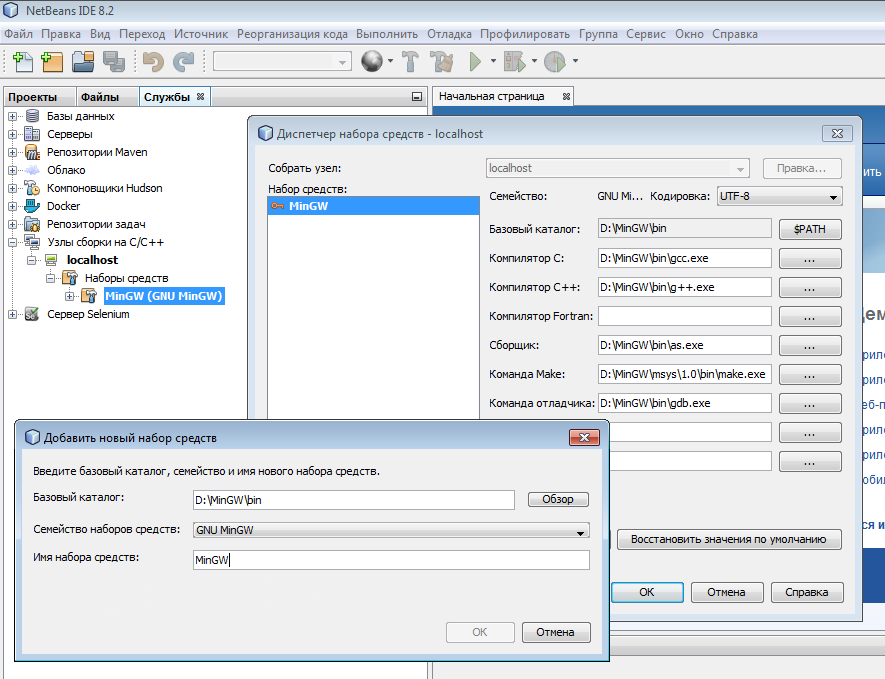 NetBeans IDE 8.2
Файл Правка Вид Переход Источник Реорганизация кода Выполнить Отладка Профилировать Группа Сервис Окно Справка
Проекты Файлы Службы
Начальная страница
Базы данных
Серверы
Репозитории Maven
Облако
Компоновщики Hudson
Docker
Репозитории задач
Узлы сборки на C/C++
localhost
Наборы средств
MinGW (GNU MinGW)
Сервер Selenium
Диспетчер набора средств - localhost
Собрать узел: localhost Правка...
Набор средств:
MinGW
Семейство: GNU Mi... Кодировка: UTF-8
Базовый каталог: D:\MinGW\bin $PATH
Компилятор C: D:\MinGW\bin\gcc.exe ...
Компилятор C++: D:\MinGW\bin\g++.exe ...
Компилятор Fortran: ...
Сборщик: D:\MinGW\bin\as.exe ...
Команда Make: D:\MinGW\msys\1.0\bin\make.exe ...
Команда отладчика: D:\MinGW\bin\gdb.exe ...
...
...
Восстановить значения по умолчанию
OK Отмена Справка
Добавить новый набор средств
Введите базовый каталог, семейство и имя нового набора средств.
Базовый каталог: D:\MinGW\bin Обзор
Семейство наборов средств: GNU MinGW
Имя набора средств: MinGW
OK Отмена